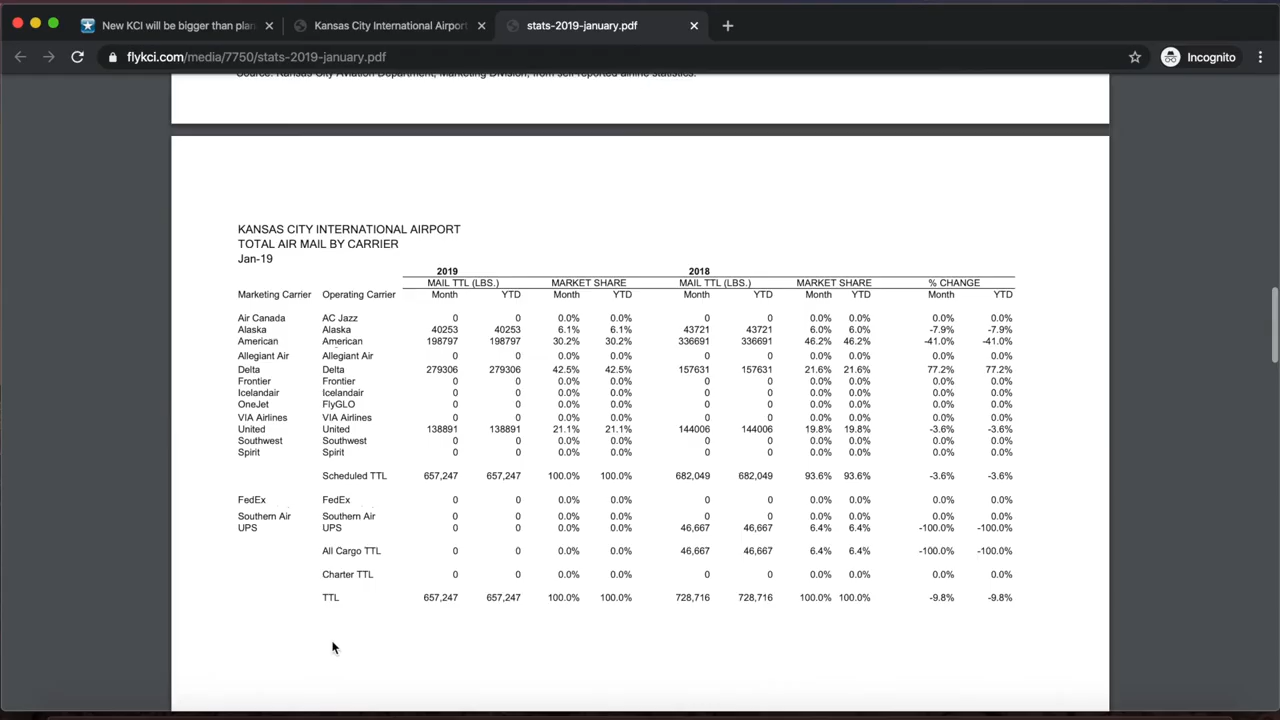 New KCI will be bigger than plan
Kansas City International Airport
stats-2019-january.pdf
flykci.com/media/7750/stats-2019-january.pdf
Incognito
Source: Kansas City Aviation Department, Marketing Division, from self-reported airline statistics.
KANSAS CITY INTERNATIONAL AIRPORT
TOTAL AIR MAIL BY CARRIER
Jan-19
2019 2018
MAIL TTL (LBS.) MARKET SHARE MAIL TTL (LBS.) MARKET SHARE % CHANGE
Marketing Carrier Operating Carrier Month YTD Month YTD Month YTD Month YTD Month YTD
Air Canada AC Jazz 0 0 0.0% 0.0% 0 0 0.0% 0.0% 0.0% 0.0%
Alaska Alaska 40253 40253 6.1% 6.1% 43721 43721 6.0% 6.0% -7.9% -7.9%
American American 198797 198797 30.2% 30.2% 336691 336691 46.2% 46.2% -41.0% -41.0%
Allegiant Air Allegiant Air 0 0 0.0% 0.0% 0 0 0.0% 0.0% 0.0% 0.0%
Delta Delta 279306 279306 42.5% 42.5% 157631 157631 21.6% 21.6% 77.2% 77.2%
Frontier Frontier 0 0 0.0% 0.0% 0 0 0.0% 0.0% 0.0% 0.0%
Icelandair Icelandair 0 0 0.0% 0.0% 0 0 0.0% 0.0% 0.0% 0.0%
OneJet FlyGLO 0 0 0.0% 0.0% 0 0 0.0% 0.0% 0.0% 0.0%
VIA Airlines VIA Airlines 0 0 0.0% 0.0% 0 0 0.0% 0.0% 0.0% 0.0%
United United 138891 138891 21.1% 21.1% 144006 144006 19.8% 19.8% -3.6% -3.6%
Southwest Southwest 0 0 0.0% 0.0% 0 0 0.0% 0.0% 0.0% 0.0%
Spirit Spirit 0 0 0.0% 0.0% 0 0 0.0% 0.0% 0.0% 0.0%
Scheduled TTL 657,247 657,247 100.0% 100.0% 682,049 682,049 93.6% 93.6% -3.6% -3.6%
FedEx FedEx 0 0 0.0% 0.0% 0 0 0.0% 0.0% 0.0% 0.0%
Southern Air Southern Air 0 0 0.0% 0.0% 0 0 0.0% 0.0% 0.0% 0.0%
UPS UPS 0 0 0.0% 0.0% 46,667 46,667 6.4% 6.4% -100.0% -100.0%
All Cargo TTL 0 0 0.0% 0.0% 46,667 46,667 6.4% 6.4% -100.0% -100.0%
Charter TTL 0 0 0.0% 0.0% 0 0 0.0% 0.0% 0.0% 0.0%
TTL 657,247 657,247 100.0% 100.0% 728,716 728,716 100.0% 100.0% -9.8% -9.8%